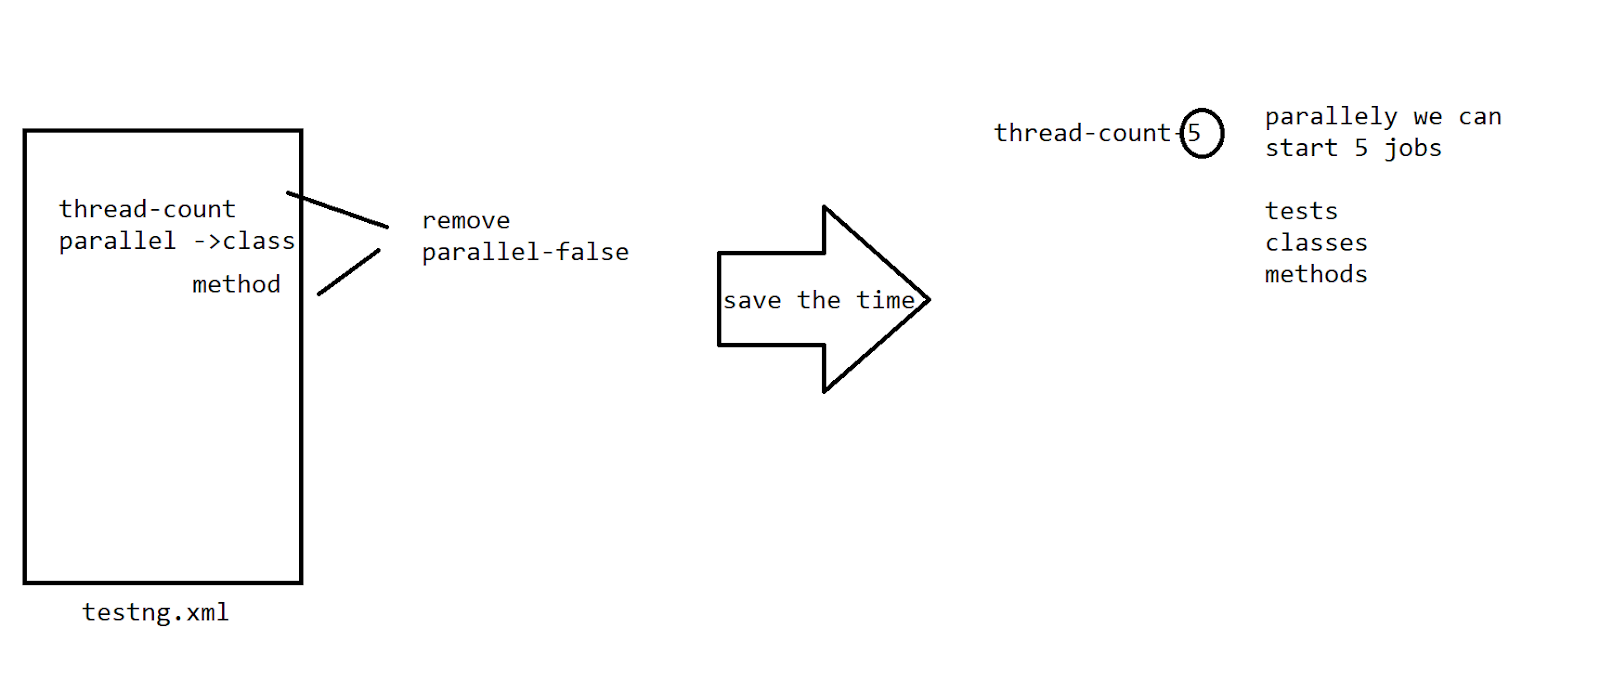 thread-count
parallel ->class
method
testng.xml
remove
parallel-false
save the time
thread-count-5
parallely we can
start 5 jobs
tests
classes
methods